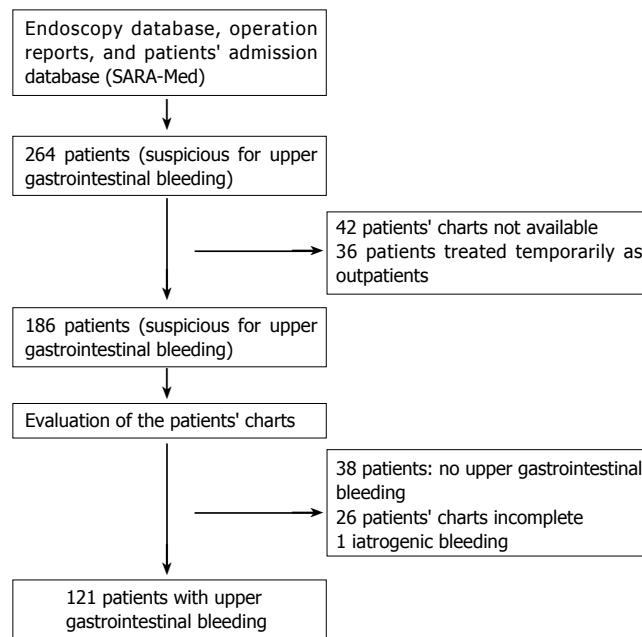 Endoscopy database, operation
reports, and patients' admission
database (SARA-Med)
264 patients (suspicious for upper
gastrointestinal bleeding)
42 patients' charts not available
36 patients treated temporarily as
outpatients
186 patients (suspicious for upper
gastrointestinal bleeding)
Evaluation of the patients' charts
38 patients: no upper gastrointestinal
bleeding
26 patients' charts incomplete
1 iatrogenic bleeding
121 patients with upper
gastrointestinal bleeding